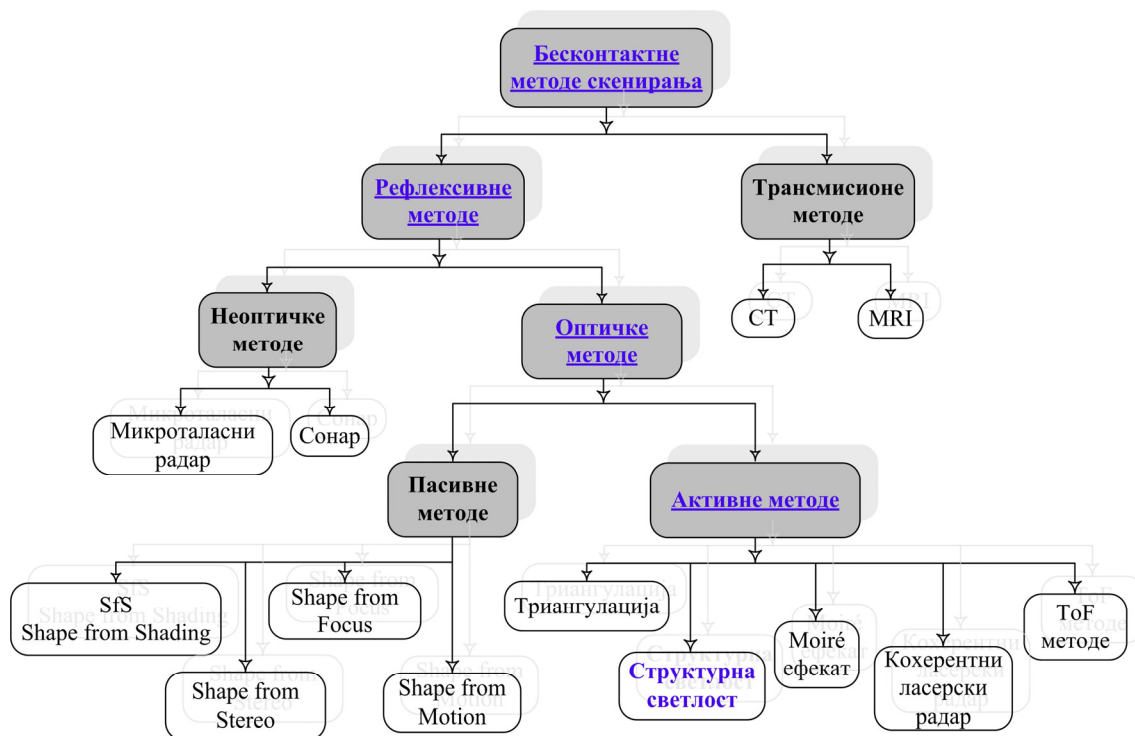 Бесконтактне
методе скенирања
Рефлексивне
методе
Трансмисионе
методе
Неоптичке
методе
Оптичке
методе
CT
MRI
Микроталасни
радар
Сонар
Пасивне
методе
Активне методе
SfS
Shape from Shading
Shape from
Focus
Shape from
Stereo
Shape from
Motion
Триангулација
Структурна
светлост
Moiré
ефекат
Кохерентни
ласерски
радар
ToF
методе